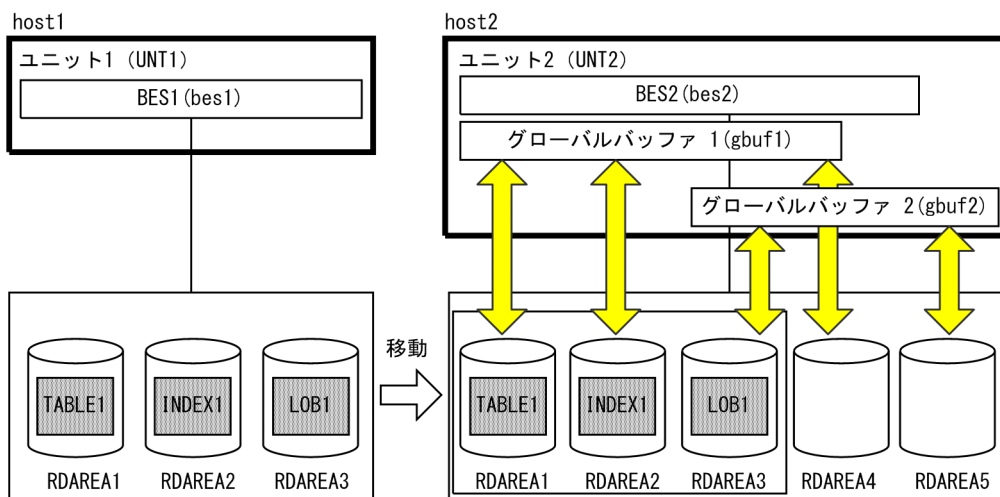 host1
ユニット1 (UNT1)
BES1(bes1)
TABLE1
INDEX1
LOB1
RDAREA1
RDAREA2
RDAREA3
移動
host2
ユニット2 (UNT2)
BES2(bes2)
グローバルバッファ 1(gbuf1)
グローバルバッファ 2(gbuf2)
TABLE1
INDEX1
LOB1
RDAREA1
RDAREA2
RDAREA3
RDAREA4
RDAREA5